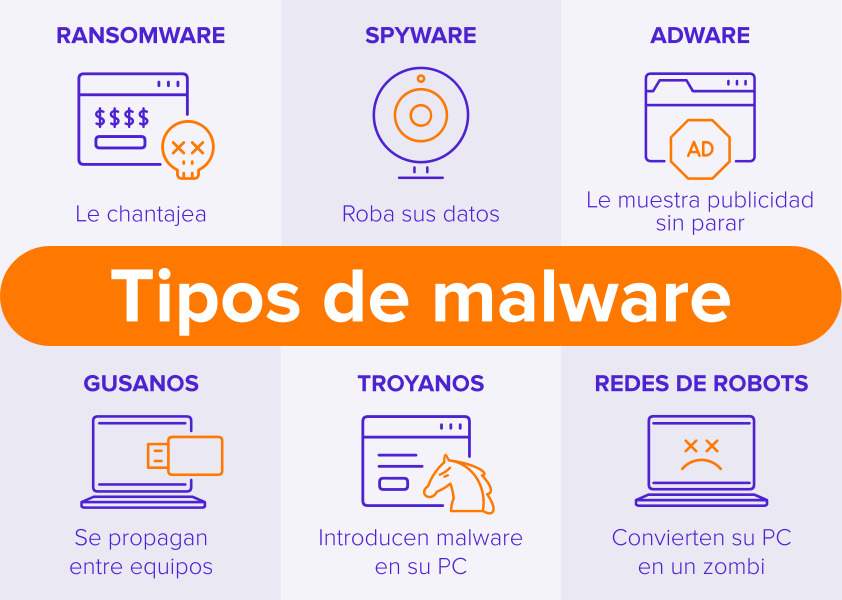 RANSOMWARE
SPYWARE
ADWARE
$$$$
AD
Le chantajea
Roba sus datos
Le muestra publicidad
sin parar
Tipos de malware
GUSANOS
TROYANOS
REDES DE ROBOTS
Se propagan
entre equipos
Introducen malware
en su PC
Convierten su PC
en un zombi